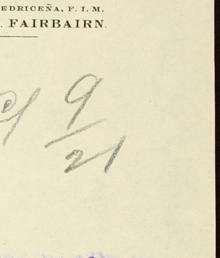 EDRICEÑA, F. I. M.
. FAIRBAIRN.
9
21